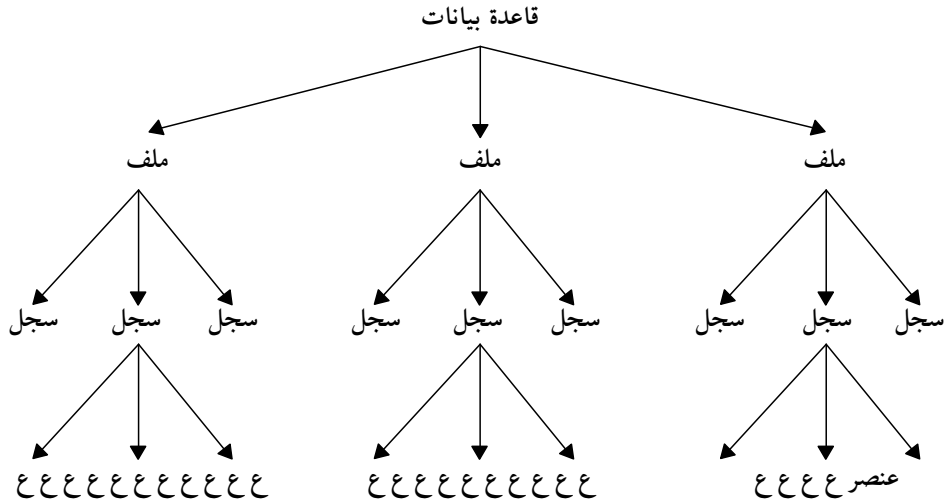 قاعدة بيانات
ملف ملف ملف
سجل سجل سجل سجل سجل سجل سجل سجل سجل
عنصر ع ع ع ع ع ع ع ع ع ع ع ع ع ع ع ع ع ع ع ع ع ع ع ع ع